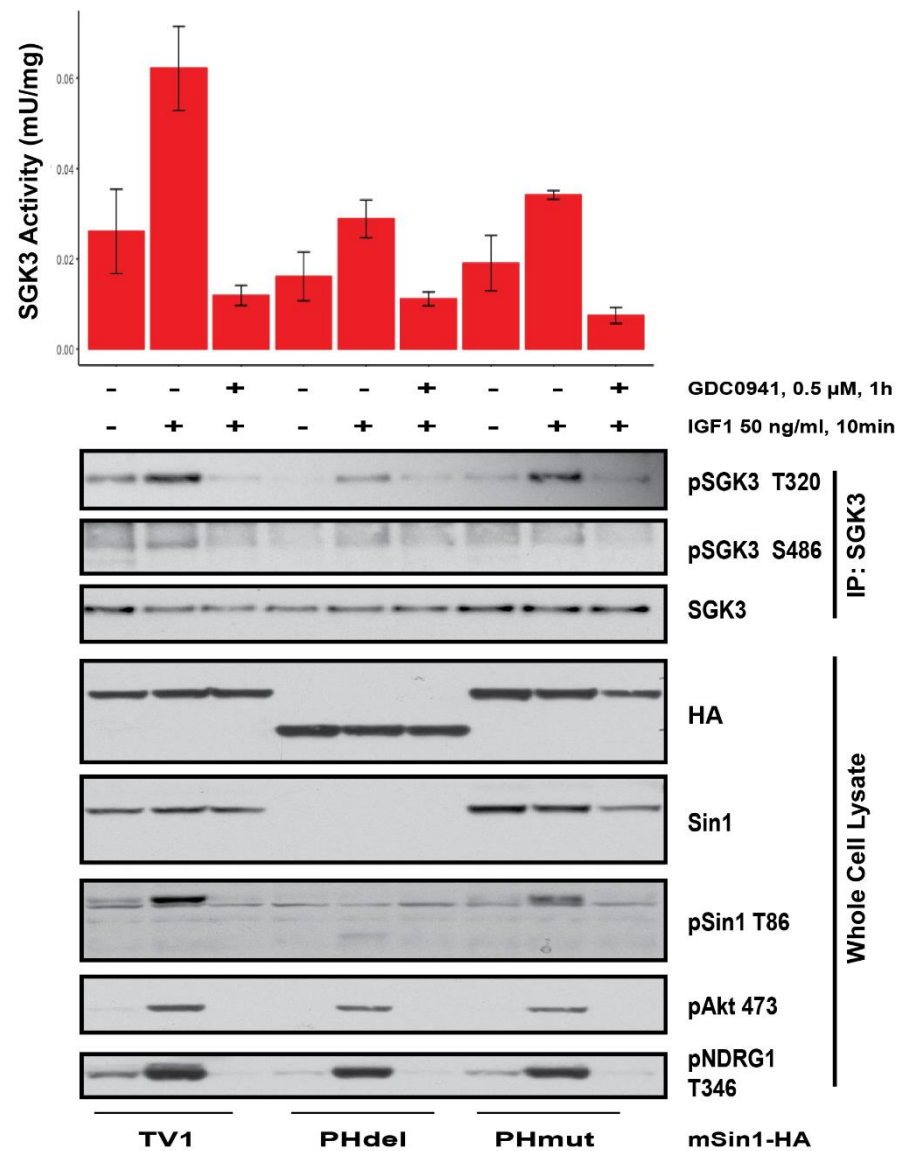 SGK3 Activity (mU/mg)
0.06
0.04
0.02
0.00
- - + - - + - - + GDC0941, 0.5 µM, 1h
- + + - + + - + + IGF1 50 ng/ml, 10min
pSGK3 T320
pSGK3 S486
SGK3
IP: SGK3
HA
Sin1
pSin1 T86
pAkt 473
pNDRG1
T346
Whole Cell Lysate
TV1 PHdel PHmut mSin1-HA